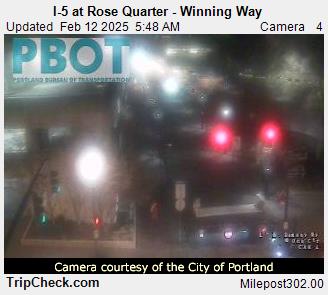 I-5 at Rose Quarter - Winning Way
Updated Feb 12 2025 5:48 AM Camera 4
PBOT
PORTLAND BUREAU OF TRANSPORTATION
Camera courtesy of the City of Portland
TripCheck.com Milepost302.00